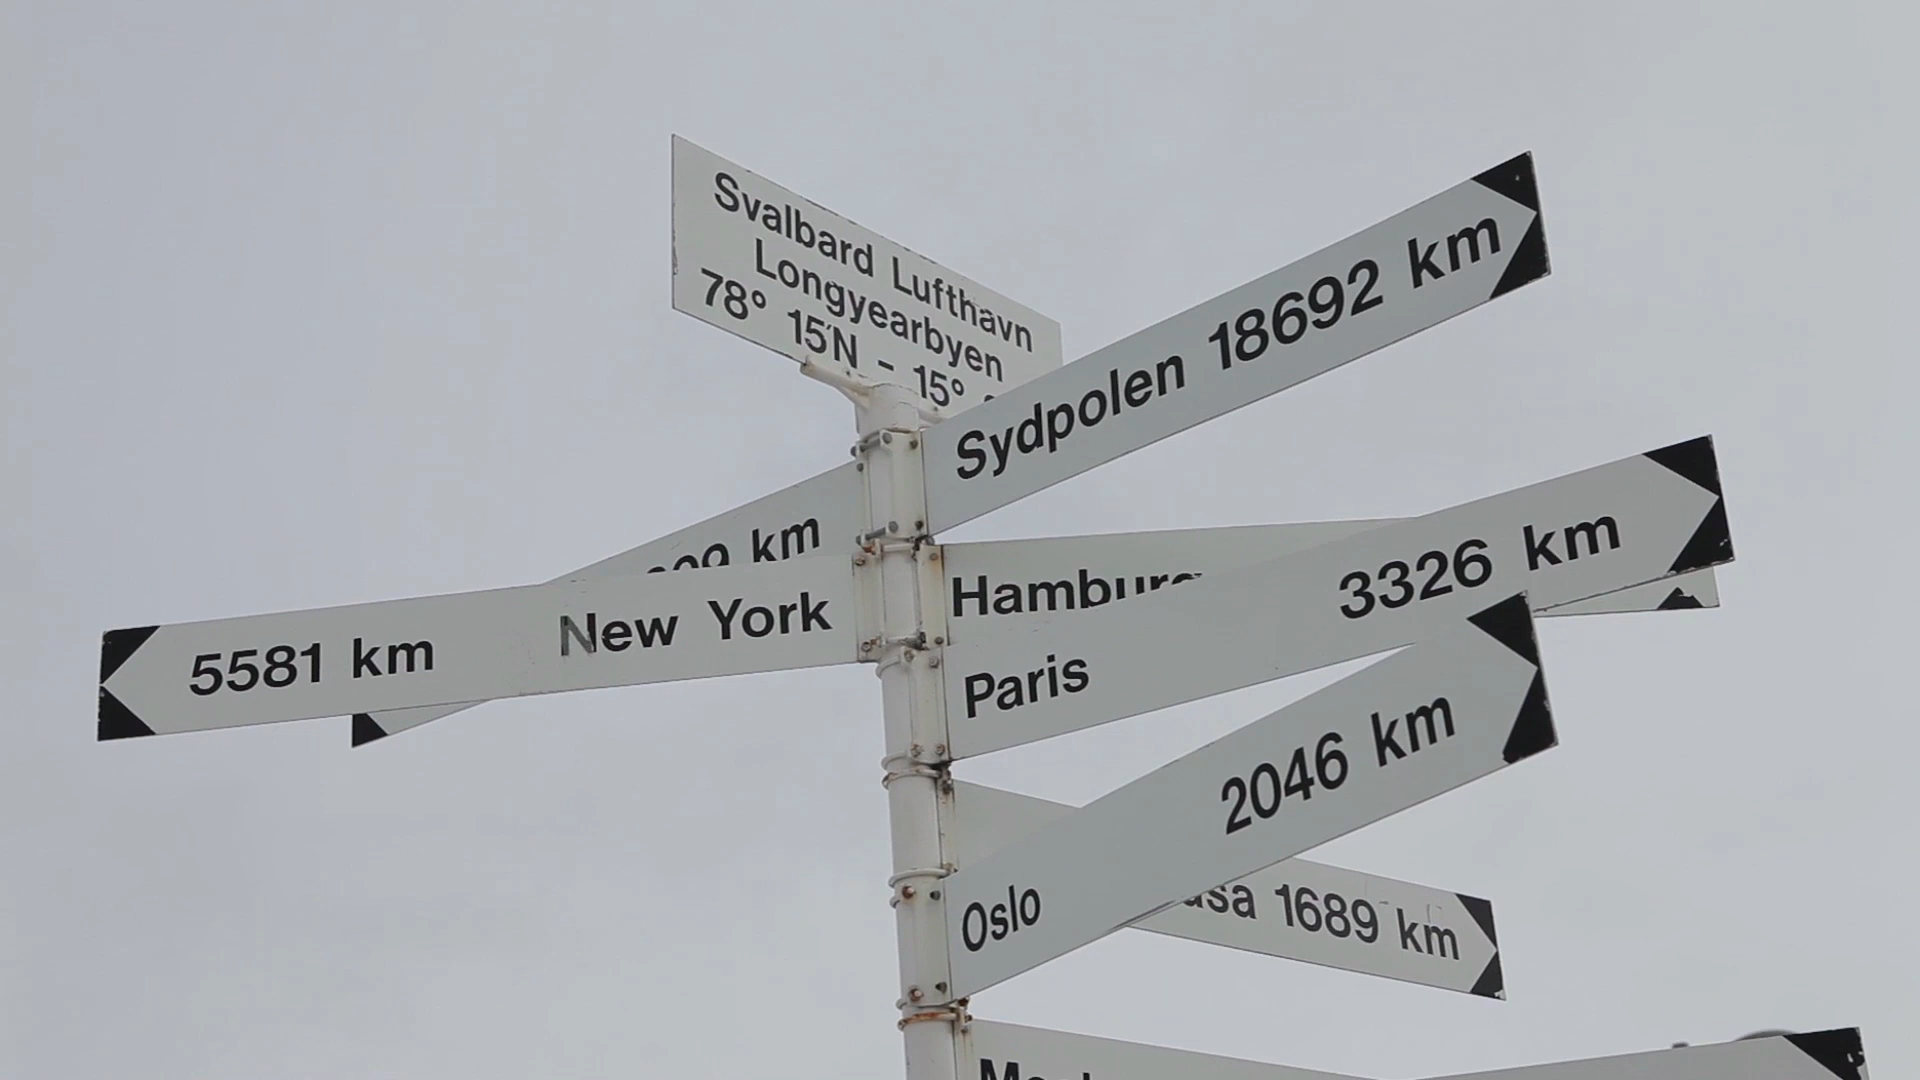 Svalbard Lufthavn
Longyearbyen
78° 15'N - 15°
Sydpolen 18692 km
km
5581 km New York
Hamburg
Paris 3326 km
Oslo 2046 km
1689 km